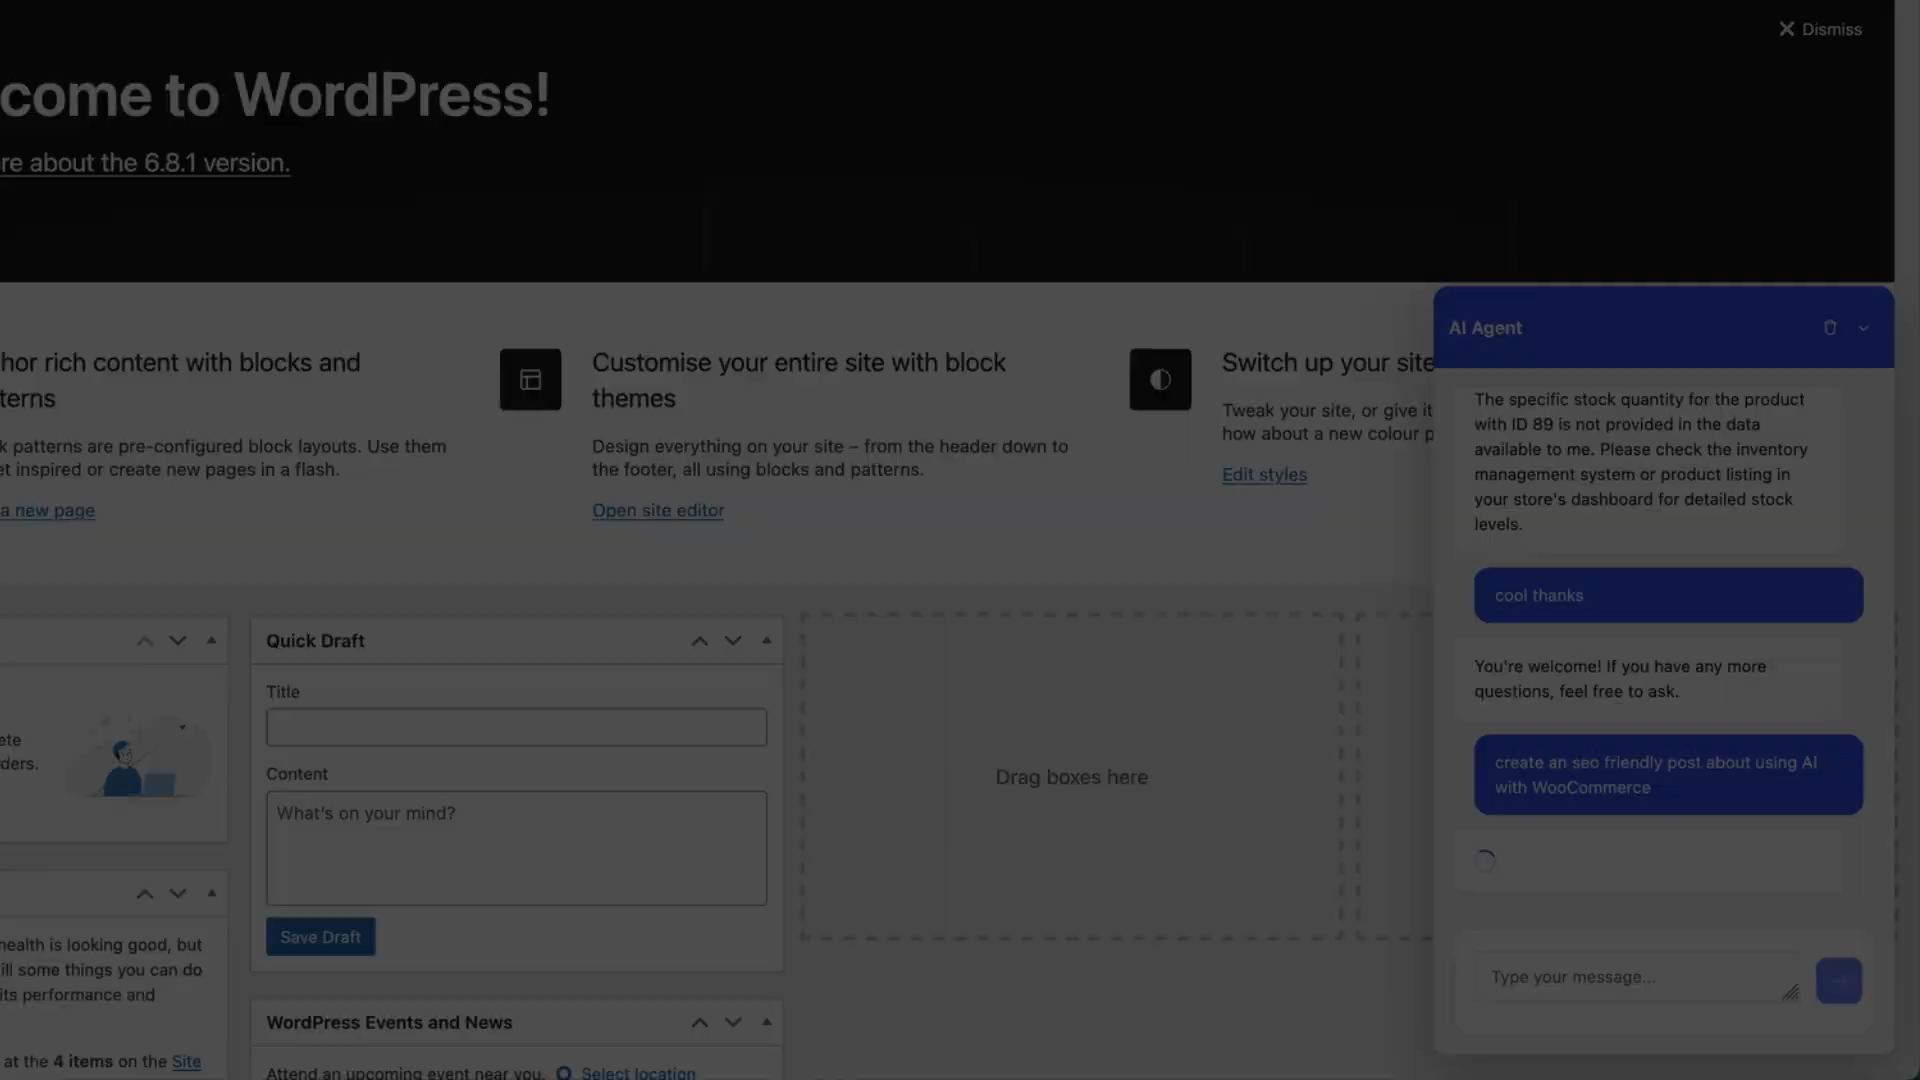 Dismiss
come to WordPress!
re about the 6.8.1 version.
hor rich content with blocks and
terns
k patterns are pre-configured block layouts. Use them
et inspired or create new pages in a flash.
a new page
Customise your entire site with block
themes
Design everything on your site – from the header down to
the footer, all using blocks and patterns.
Open site editor
Switch up your site
Tweak your site, or give it
how about a new colour p
Edit styles
ete
ders.
health is looking good, but
ill some things you can do
its performance and
at the 4 items on the Site
Quick Draft
Title
Content
What's on your mind?
Save Draft
WordPress Events and News
Attend an upcoming event near you.
Select location
Drag boxes here
AI Agent
The specific stock quantity for the product
with ID 89 is not provided in the data
available to me. Please check the inventory
management system or product listing in
your store's dashboard for detailed stock
levels.
cool thanks
You're welcome! If you have any more
questions, feel free to ask.
create an seo friendly post about using AI
with WooCommerce
Type your message...